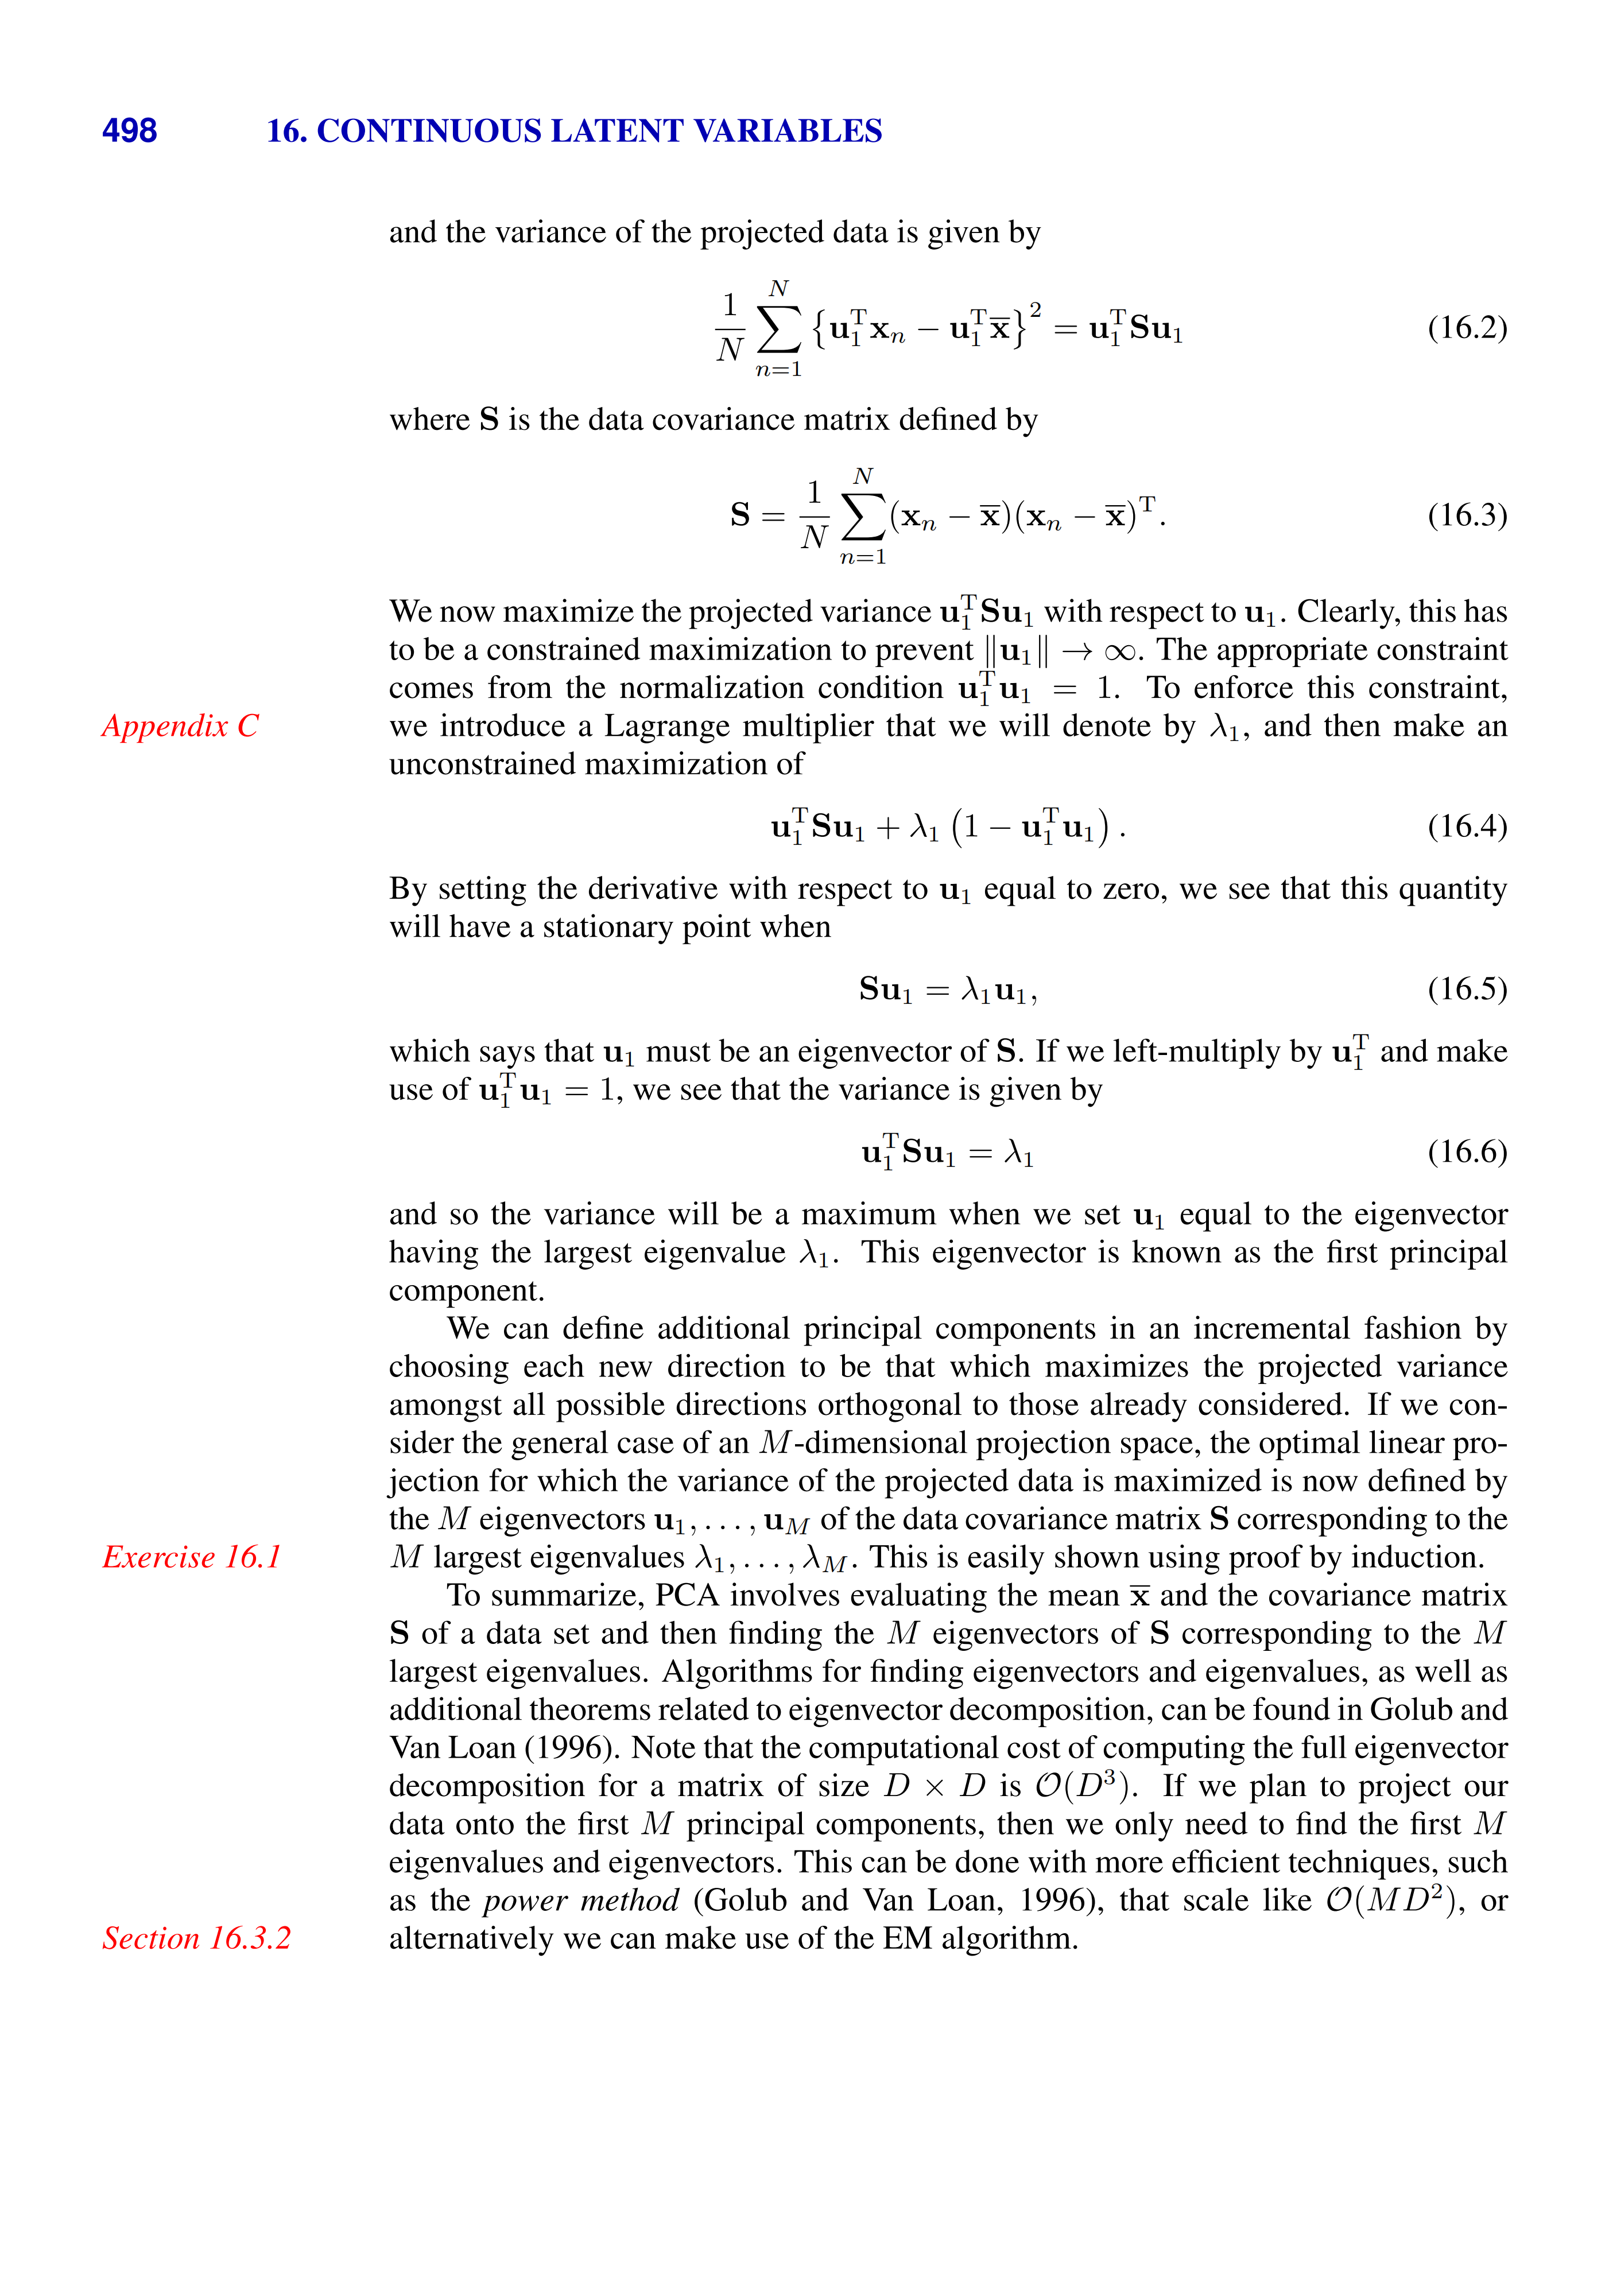 498 16. CONTINUOUS LATENT VARIABLES
and the variance of the projected data is given by
$$\frac{1}{N}\sum_{n=1}^{N}\left\{\mathbf{u}_1^{\mathrm{T}}\mathbf{x}_n - \mathbf{u}_1^{\mathrm{T}}\overline{\mathbf{x}}\right\}^2 = \mathbf{u}_1^{\mathrm{T}}\mathbf{S}\mathbf{u}_1$$ (16.2)
where $\mathbf{S}$ is the data covariance matrix defined by
$$\mathbf{S} = \frac{1}{N}\sum_{n=1}^{N}(\mathbf{x}_n - \overline{\mathbf{x}})(\mathbf{x}_n - \overline{\mathbf{x}})^{\mathrm{T}}.$$ (16.3)
We now maximize the projected variance $\mathbf{u}_1^{\mathrm{T}}\mathbf{S}\mathbf{u}_1$ with respect to $\mathbf{u}_1$. Clearly, this has
to be a constrained maximization to prevent $\|\mathbf{u}_1\| \to \infty$. The appropriate constraint
comes from the normalization condition $\mathbf{u}_1^{\mathrm{T}}\mathbf{u}_1 = 1$. To enforce this constraint,
Appendix C we introduce a Lagrange multiplier that we will denote by $\lambda_1$, and then make an
unconstrained maximization of
$$\mathbf{u}_1^{\mathrm{T}}\mathbf{S}\mathbf{u}_1 + \lambda_1\left(1 - \mathbf{u}_1^{\mathrm{T}}\mathbf{u}_1\right).$$ (16.4)
By setting the derivative with respect to $\mathbf{u}_1$ equal to zero, we see that this quantity
will have a stationary point when
$$\mathbf{S}\mathbf{u}_1 = \lambda_1\mathbf{u}_1,$$ (16.5)
which says that $\mathbf{u}_1$ must be an eigenvector of $\mathbf{S}$. If we left-multiply by $\mathbf{u}_1^{\mathrm{T}}$ and make
use of $\mathbf{u}_1^{\mathrm{T}}\mathbf{u}_1 = 1$, we see that the variance is given by
$$\mathbf{u}_1^{\mathrm{T}}\mathbf{S}\mathbf{u}_1 = \lambda_1$$ (16.6)
and so the variance will be a maximum when we set $\mathbf{u}_1$ equal to the eigenvector
having the largest eigenvalue $\lambda_1$. This eigenvector is known as the first principal
component.
We can define additional principal components in an incremental fashion by
choosing each new direction to be that which maximizes the projected variance
amongst all possible directions orthogonal to those already considered. If we con-
sider the general case of an $M$-dimensional projection space, the optimal linear pro-
jection for which the variance of the projected data is maximized is now defined by
the $M$ eigenvectors $\mathbf{u}_1, \ldots, \mathbf{u}_M$ of the data covariance matrix $\mathbf{S}$ corresponding to the
Exercise 16.1 $M$ largest eigenvalues $\lambda_1, \ldots, \lambda_M$. This is easily shown using proof by induction.
To summarize, PCA involves evaluating the mean $\overline{\mathbf{x}}$ and the covariance matrix
$\mathbf{S}$ of a data set and then finding the $M$ eigenvectors of $\mathbf{S}$ corresponding to the $M$
largest eigenvalues. Algorithms for finding eigenvectors and eigenvalues, as well as
additional theorems related to eigenvector decomposition, can be found in Golub and
Van Loan (1996). Note that the computational cost of computing the full eigenvector
decomposition for a matrix of size $D \times D$ is $\mathcal{O}(D^3)$. If we plan to project our
data onto the first $M$ principal components, then we only need to find the first $M$
eigenvalues and eigenvectors. This can be done with more efficient techniques, such
as the power method (Golub and Van Loan, 1996), that scale like $\mathcal{O}(MD^2)$, or
Section 16.3.2 alternatively we can make use of the EM algorithm.